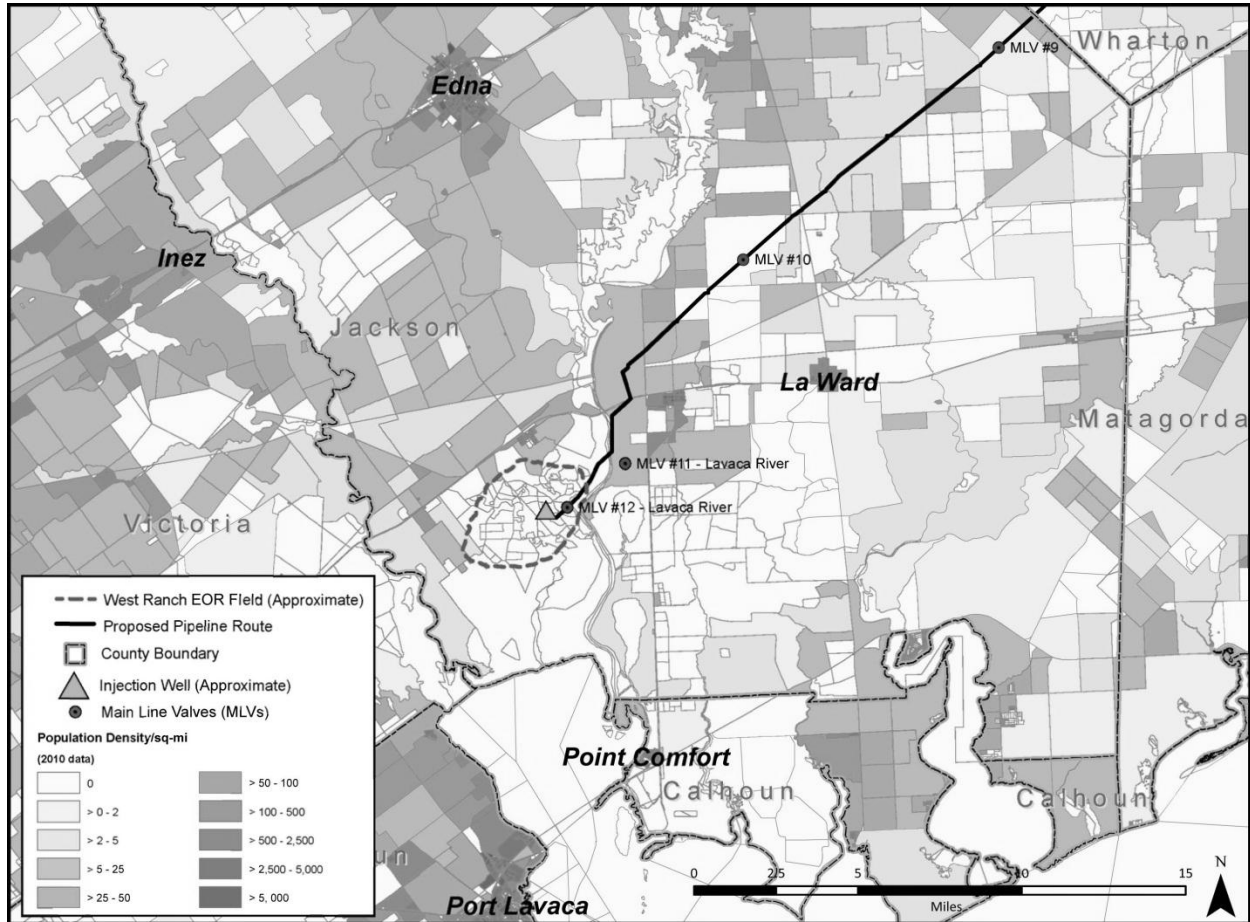 MLV #9
Wharton
Edna
Inez
MLV #10
Jackson
La Ward
Matagorda
MLV #11 - Lavaca River
MLV #12 - Lavaca River
Victoria
West Ranch EOR Field (Approximate)
Proposed Pipeline Route
County Boundary
Injection Well (Approximate)
Main Line Valves (MLVs)
Population Density/sq-mi
(2010 data)
0
> 0 - 2
> 2 - 5
> 5 - 25
> 25 - 50
> 50 - 100
> 100 - 500
> 500 - 2,500
> 2,500 - 5,000
> 5, 000
Point Comfort
Calhoun
Calhoun
un
Port Lavaca
0 2.5 5 10 15
Miles
N